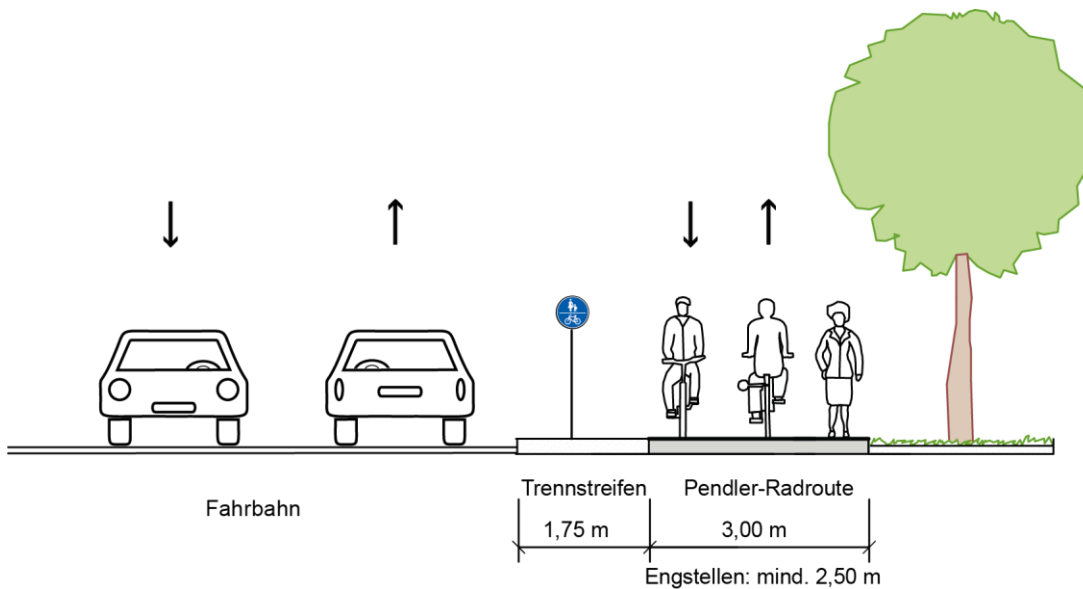 Fahrbahn
Trennstreifen
Pendler-Radroute
1,75 m
3,00 m
Engstellen: mind. 2,50 m